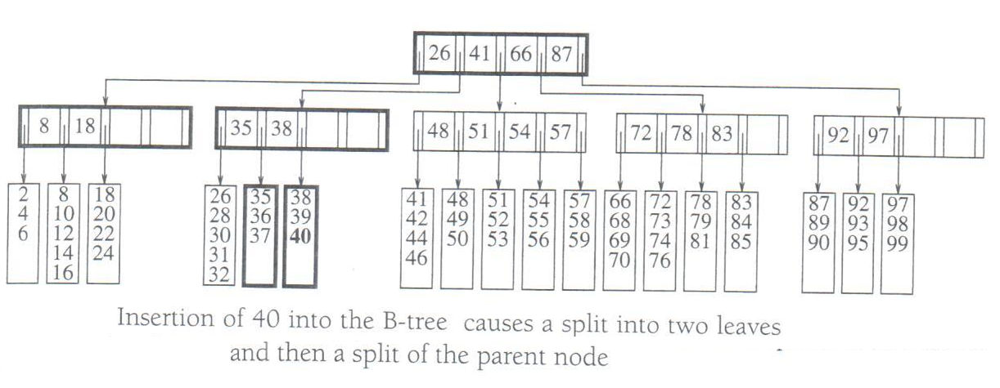 26 41 66 87
8 18
35 38
48 51 54 57
72 78 83
92 97
2 8 18
4 10 20
6 12 22
14 24
16
26 35 38
28 36 39
30 37 40
31
32
41 48 51 54 57
42 49 52 55 58
44 50 53 56 59
46
66 72 78 83
68 73 79 84
69 74 81 85
70 76
87 92 97
89 93 98
90 95 99
Insertion of 40 into the B-tree causes a split into two leaves
and then a split of the parent node